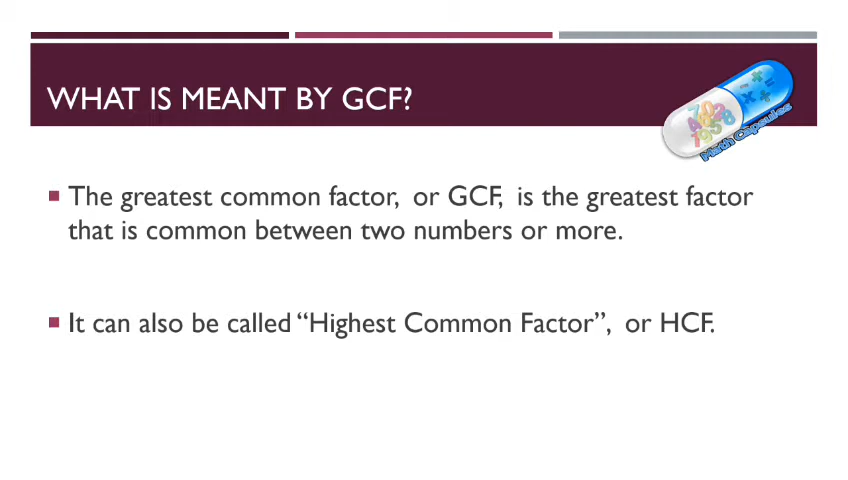 WHAT IS MEANT BY GCF?
Math Capsules
■ The greatest common factor, or GCF, is the greatest factor
that is common between two numbers or more.
■ It can also be called “Highest Common Factor”, or HCF.